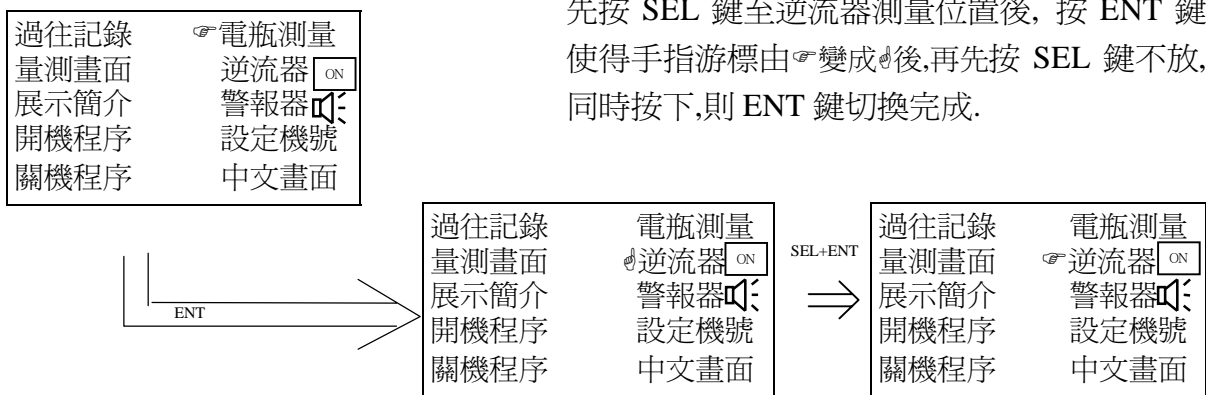 先按 SEL 鍵至逆流器測量位置後, 按 ENT 鍵
使得手指游標由☞變成☝後,再先按 SEL 鍵不放,
同時按下,則 ENT 鍵切換完成.
過往記錄 ☞電瓶測量
量測畫面 逆流器 ON
展示簡介 警報器
開機程序 設定機號
關機程序 中文畫面
ENT
過往記錄 電瓶測量
量測畫面 ☝逆流器 ON
展示簡介 警報器
開機程序 設定機號
關機程序 中文畫面
SEL+ENT
過往記錄 電瓶測量
量測畫面 ☞逆流器 ON
展示簡介 警報器
開機程序 設定機號
關機程序 中文畫面